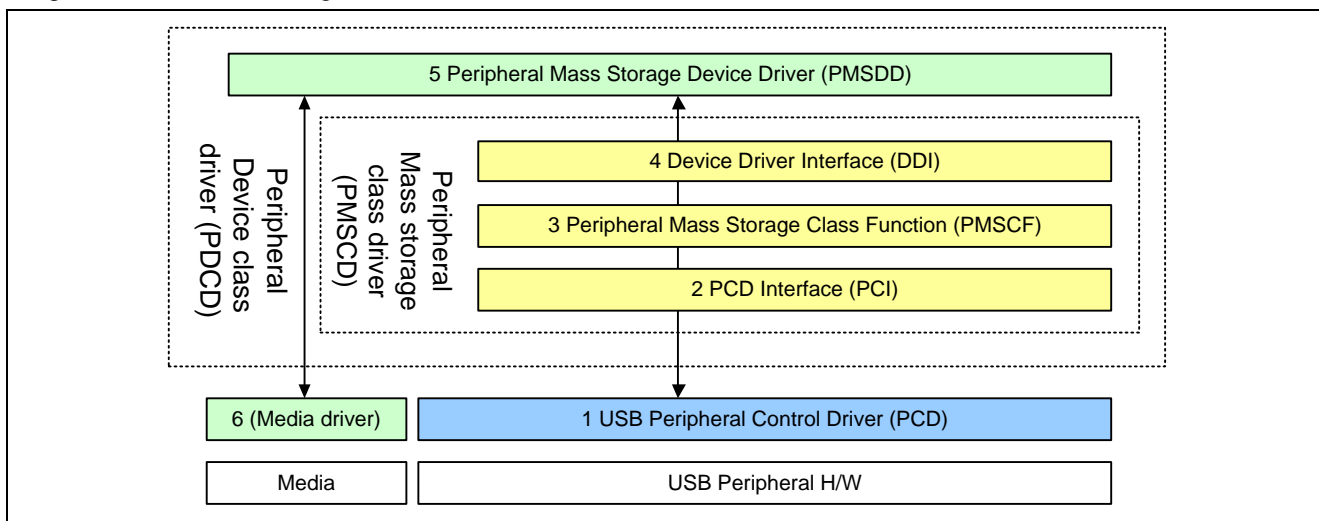 5 Peripheral Mass Storage Device Driver (PMSDD)
Peripheral
Device class
driver (PDCD)
Peripheral
Mass storage
class driver
(PMSCD)
4 Device Driver Interface (DDI)
3 Peripheral Mass Storage Class Function (PMSCF)
2 PCD Interface (PCI)
6 (Media driver)
1 USB Peripheral Control Driver (PCD)
Media
USB Peripheral H/W